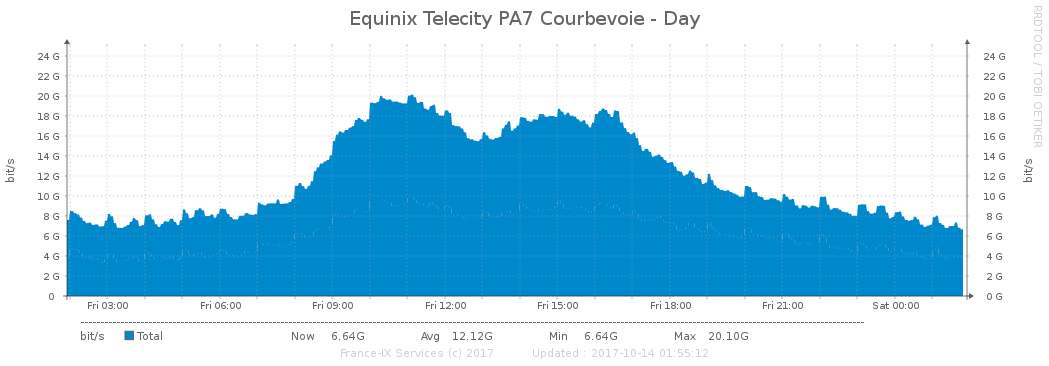 Equinix Telecity PA7 Courbevoie - Day
RRDTOOL / TOBI OETIKER
24 G 24 G
22 G 22 G
20 G 20 G
18 G 18 G
16 G 16 G
14 G 14 G
12 G 12 G
10 G 10 G
8 G 8 G
6 G 6 G
4 G 4 G
2 G 2 G
0 0 G
bit/s bit/s
Fri 03:00 Fri 06:00 Fri 09:00 Fri 12:00 Fri 15:00 Fri 18:00 Fri 21:00 Sat 00:00
bit/s Total Now 6.64G Avg 12.12G Min 6.64G Max 20.10G
France-IX Services (c) 2017 Updated : 2017-10-14 01:55:12